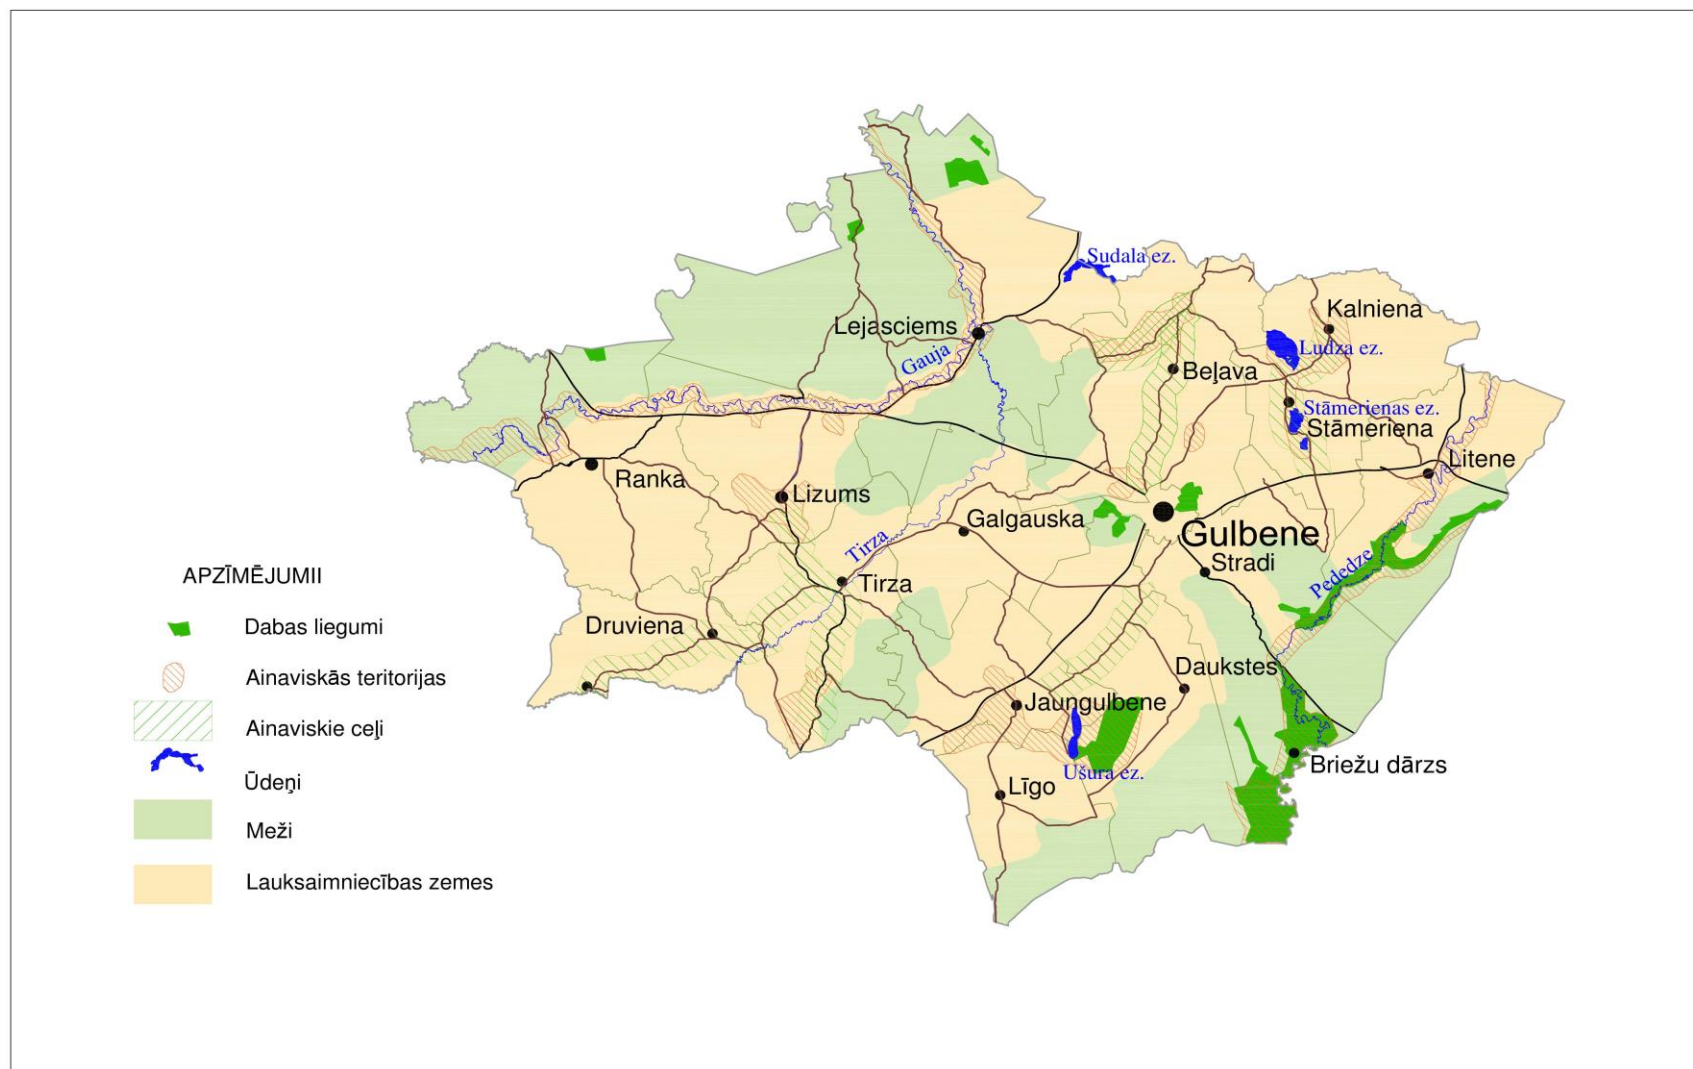 Sudala ez.
Kalniena
Lejasciems
Ludza ez.
Gauja
Beļava
Stāmerienas ez.
Stāmeriena
Litene
Ranka
Lizums
Galgauska
Gulbene
Tirza
Stradi
Pededze
Tirza
Druviena
Daukstes
Jaungulbene
Ušura ez.
Briežu dārzs
Līgo
APZĪMĒJUMII
Dabas liegumi
Ainaviskās teritorijas
Ainaviskie ceļi
Ūdeņi
Meži
Lauksaimniecības zemes